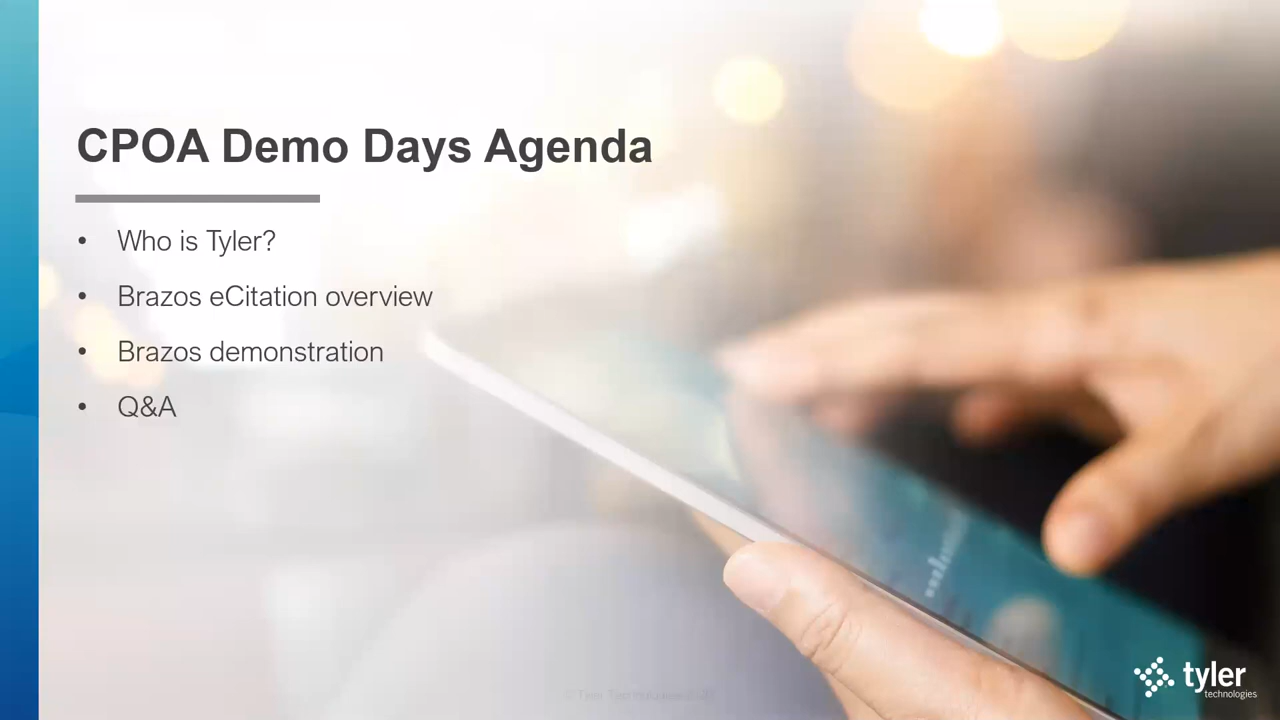 CPOA Demo Days Agenda
• Who is Tyler?
• Brazos eCitation overview
• Brazos demonstration
• Q&A
tyler
technologies